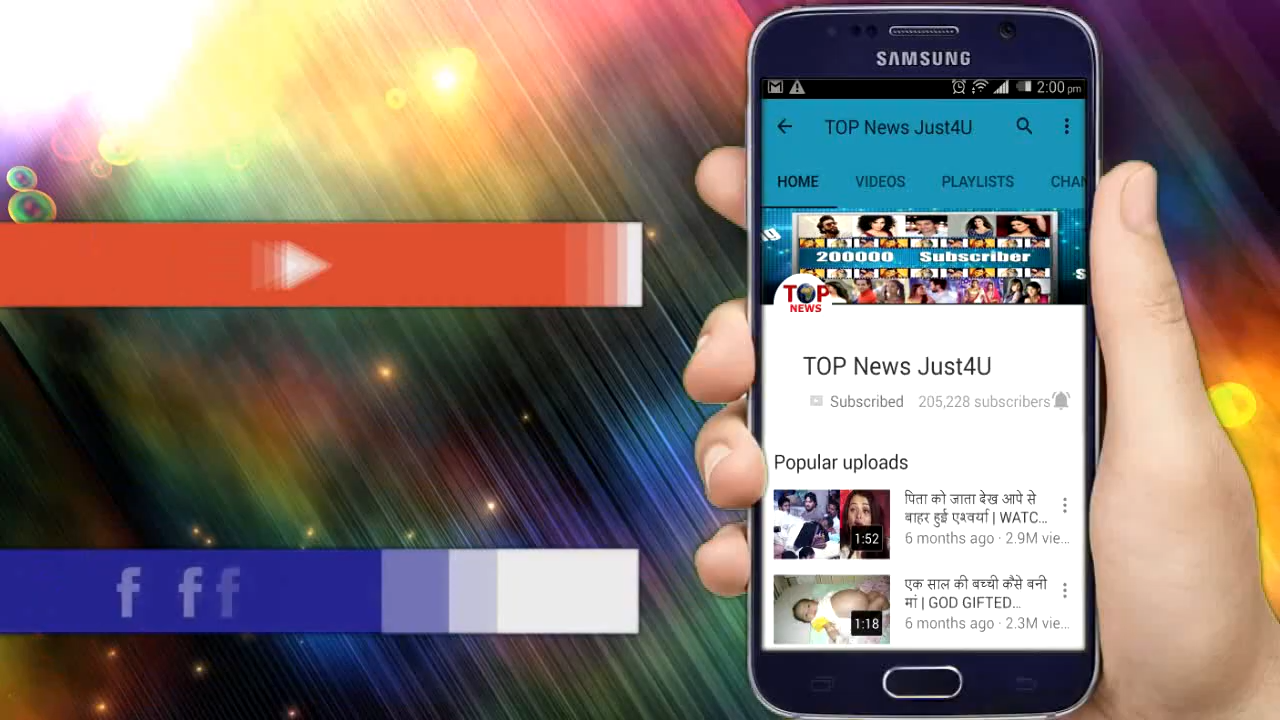 SAMSUNG
2:00 pm
TOP News Just4U
HOME VIDEOS PLAYLISTS CHAN
200000 Subscriber
TOP
NEWS
TOP News Just4U
Subscribed 205,228 subscribers
Popular uploads
पिता को जाता देख आपे से
बाहर हुई एश्वर्या | WATC...
1:52
6 months ago · 2.9M vie...
एक साल की बच्ची कैसे बनी
मां | GOD GIFTED...
1:18
6 months ago · 2.3M vie...
f f f